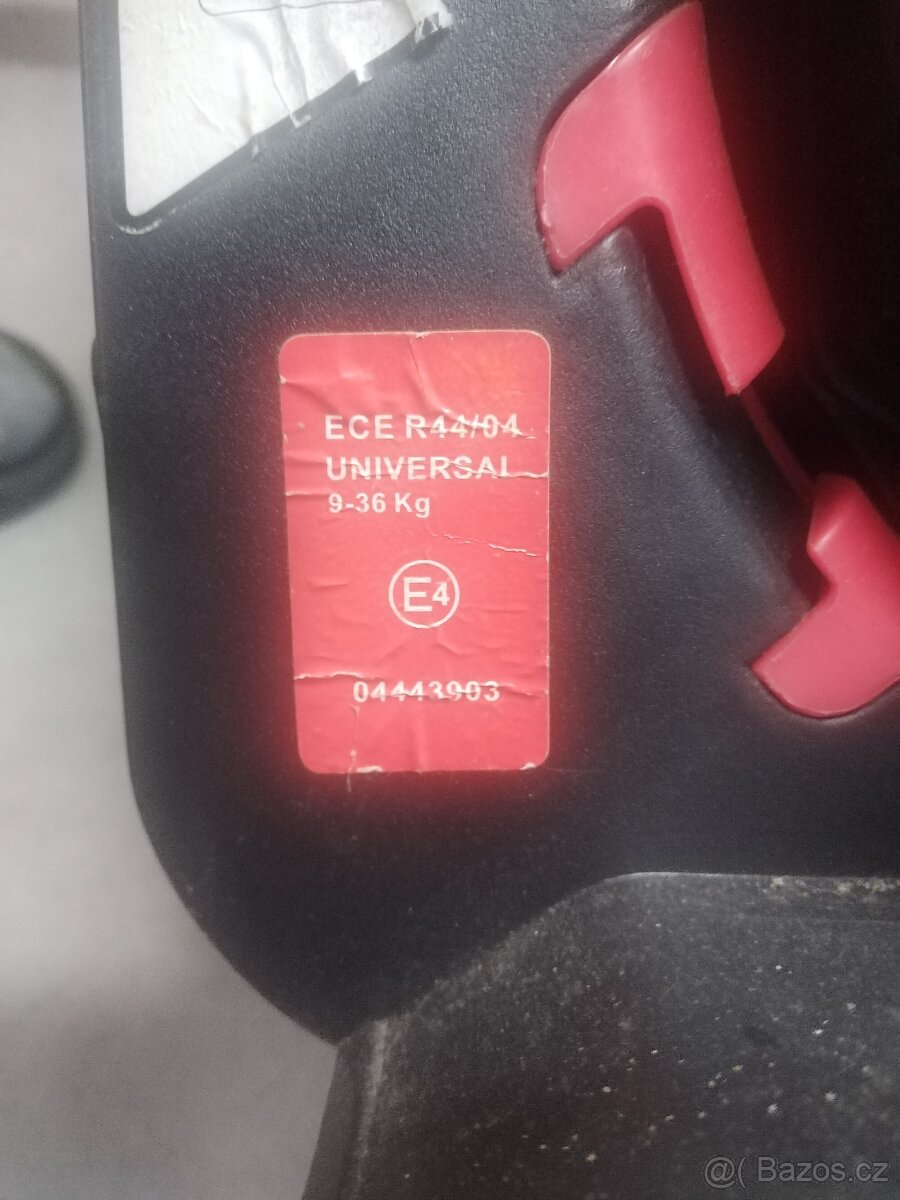 ECE R44/04
UNIVERSAL
9-36 Kg
E4
04443903
@( Bazos.cz